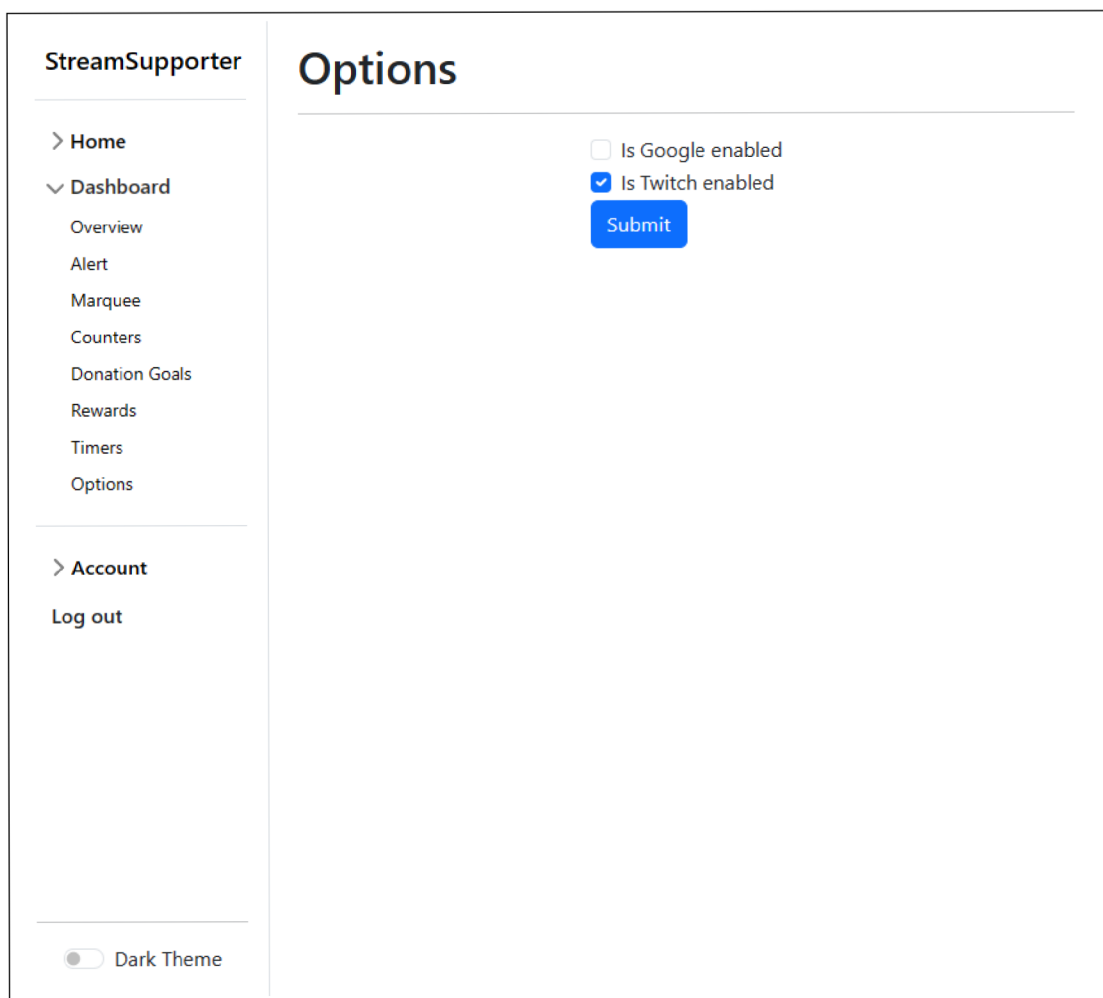 StreamSupporter
Home
Dashboard
Overview
Alert
Marquee
Counters
Donation Goals
Rewards
Timers
Options
Account
Log out
Dark Theme
Options
Is Google enabled
Is Twitch enabled
Submit